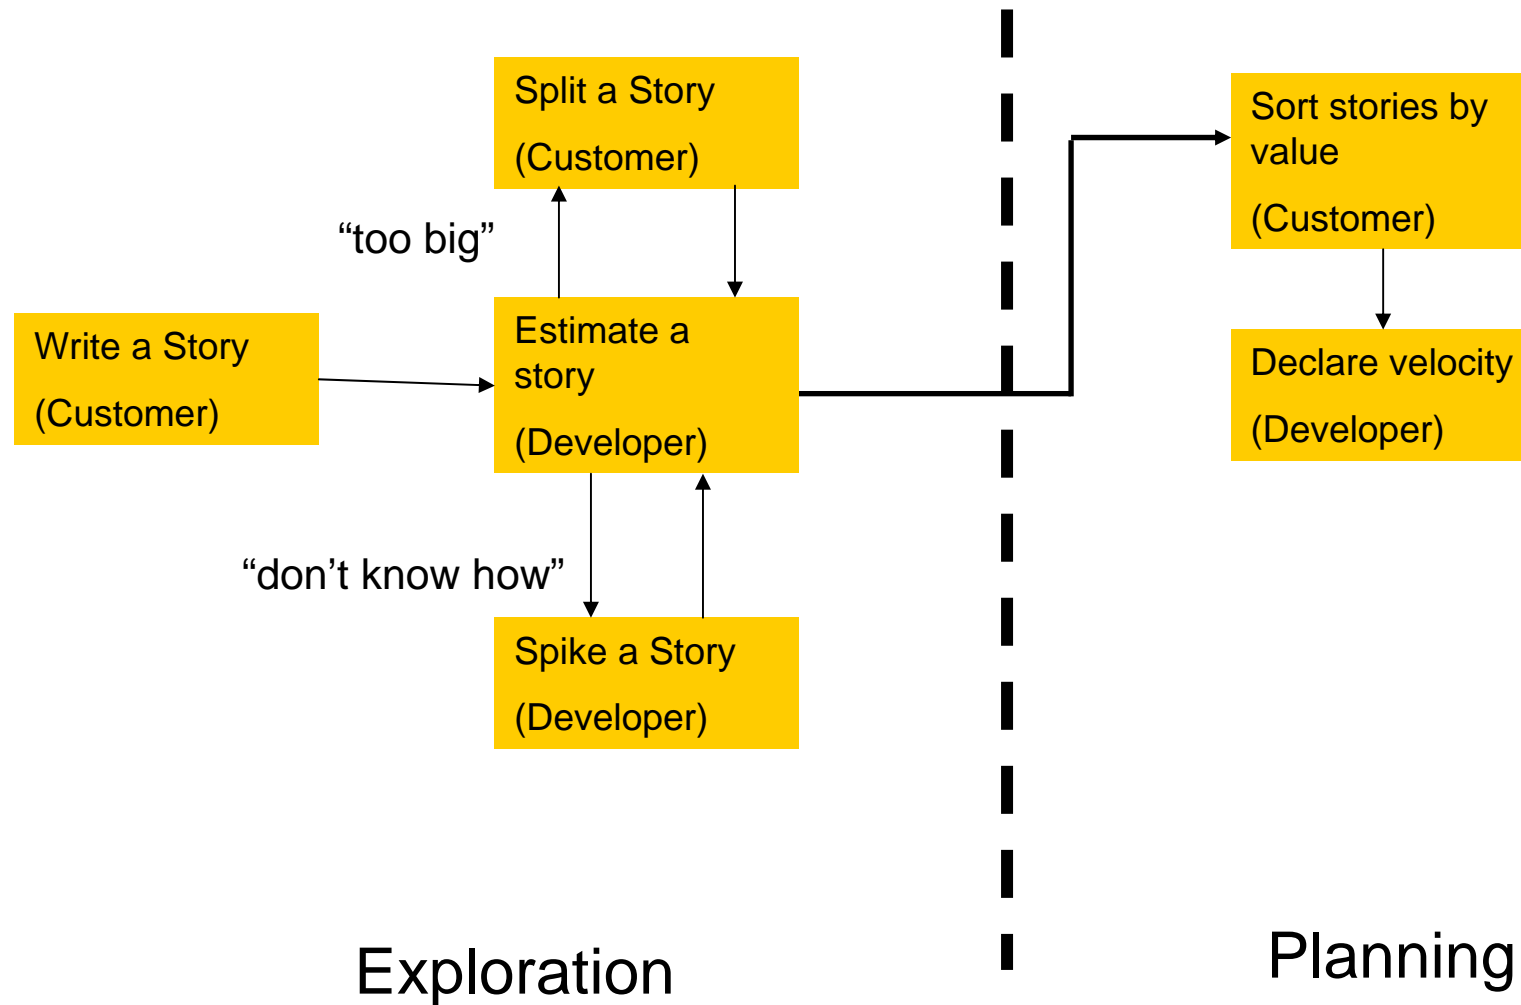 Split a Story
(Customer)
“too big”
Write a Story
(Customer)
Estimate a
story
(Developer)
“don’t know how”
Spike a Story
(Developer)
Sort stories by
value
(Customer)
Declare velocity
(Developer)
Exploration
Planning